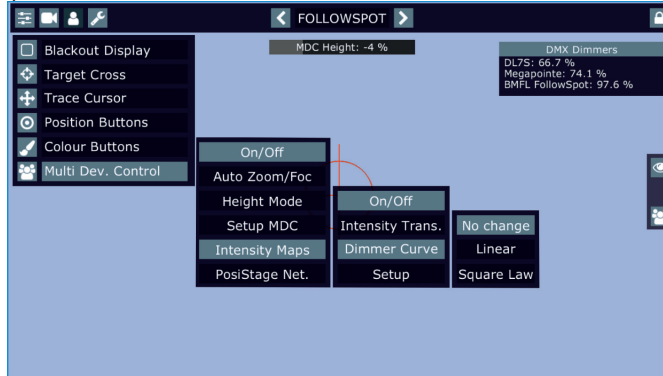 FOLLOWSPOT
MDC Height: -4 %
DMX Dimmers
DL7S: 66.7 %
Megapointe: 74.1 %
BMFL FollowSpot: 97.6 %
Blackout Display
Target Cross
Trace Cursor
Position Buttons
Colour Buttons
Multi Dev. Control
On/Off
Auto Zoom/Foc
Height Mode
Setup MDC
Intensity Maps
PosiStage Net.
On/Off
Intensity Trans.
Dimmer Curve
Setup
No change
Linear
Square Law